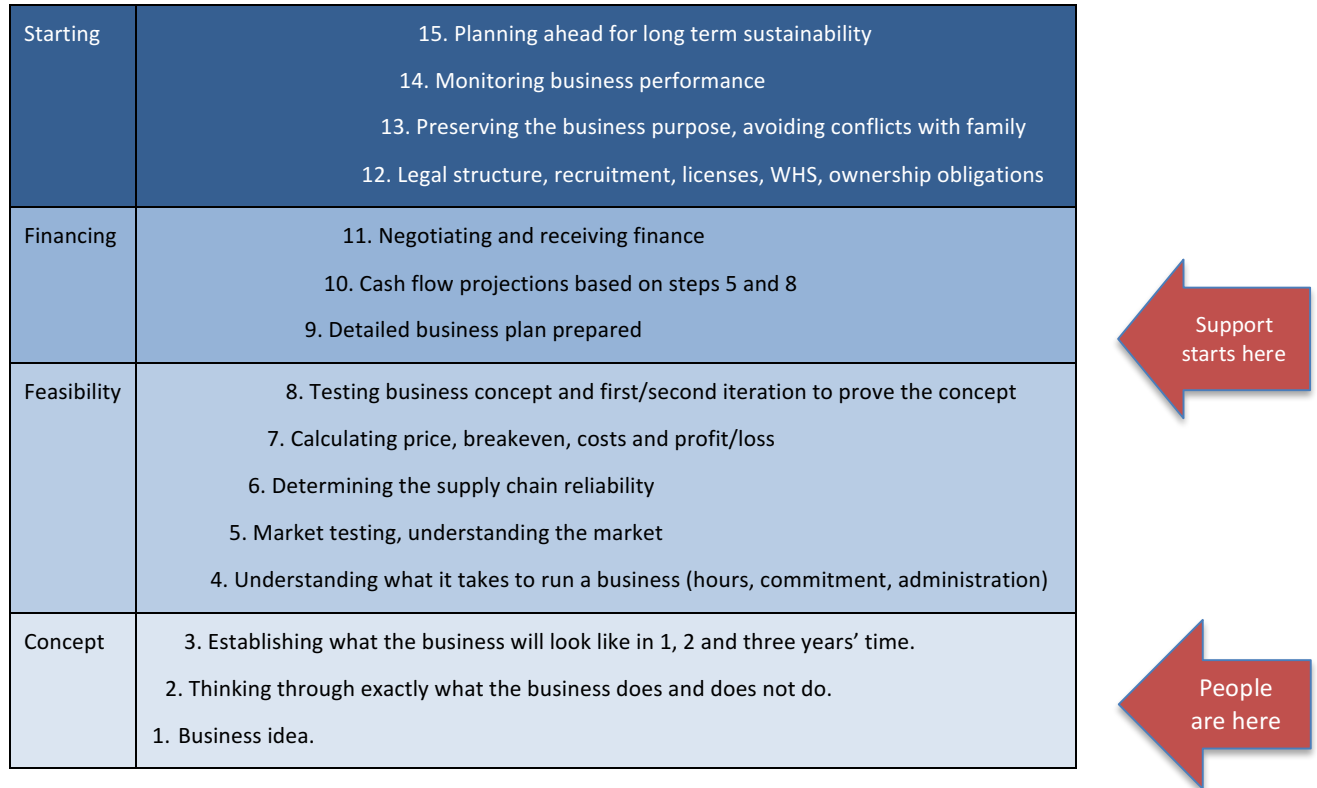 Starting
15. Planning ahead for long term sustainability
14. Monitoring business performance
13. Preserving the business purpose, avoiding conflicts with family
12. Legal structure, recruitment, licenses, WHS, ownership obligations
Financing
11. Negotiating and receiving finance
10. Cash flow projections based on steps 5 and 8
9. Detailed business plan prepared
Support
starts here
Feasibility
8. Testing business concept and first/second iteration to prove the concept
7. Calculating price, breakeven, costs and profit/loss
6. Determining the supply chain reliability
5. Market testing, understanding the market
4. Understanding what it takes to run a business (hours, commitment, administration)
Concept
3. Establishing what the business will look like in 1, 2 and three years’ time.
2. Thinking through exactly what the business does and does not do.
1. Business idea.
People
are here